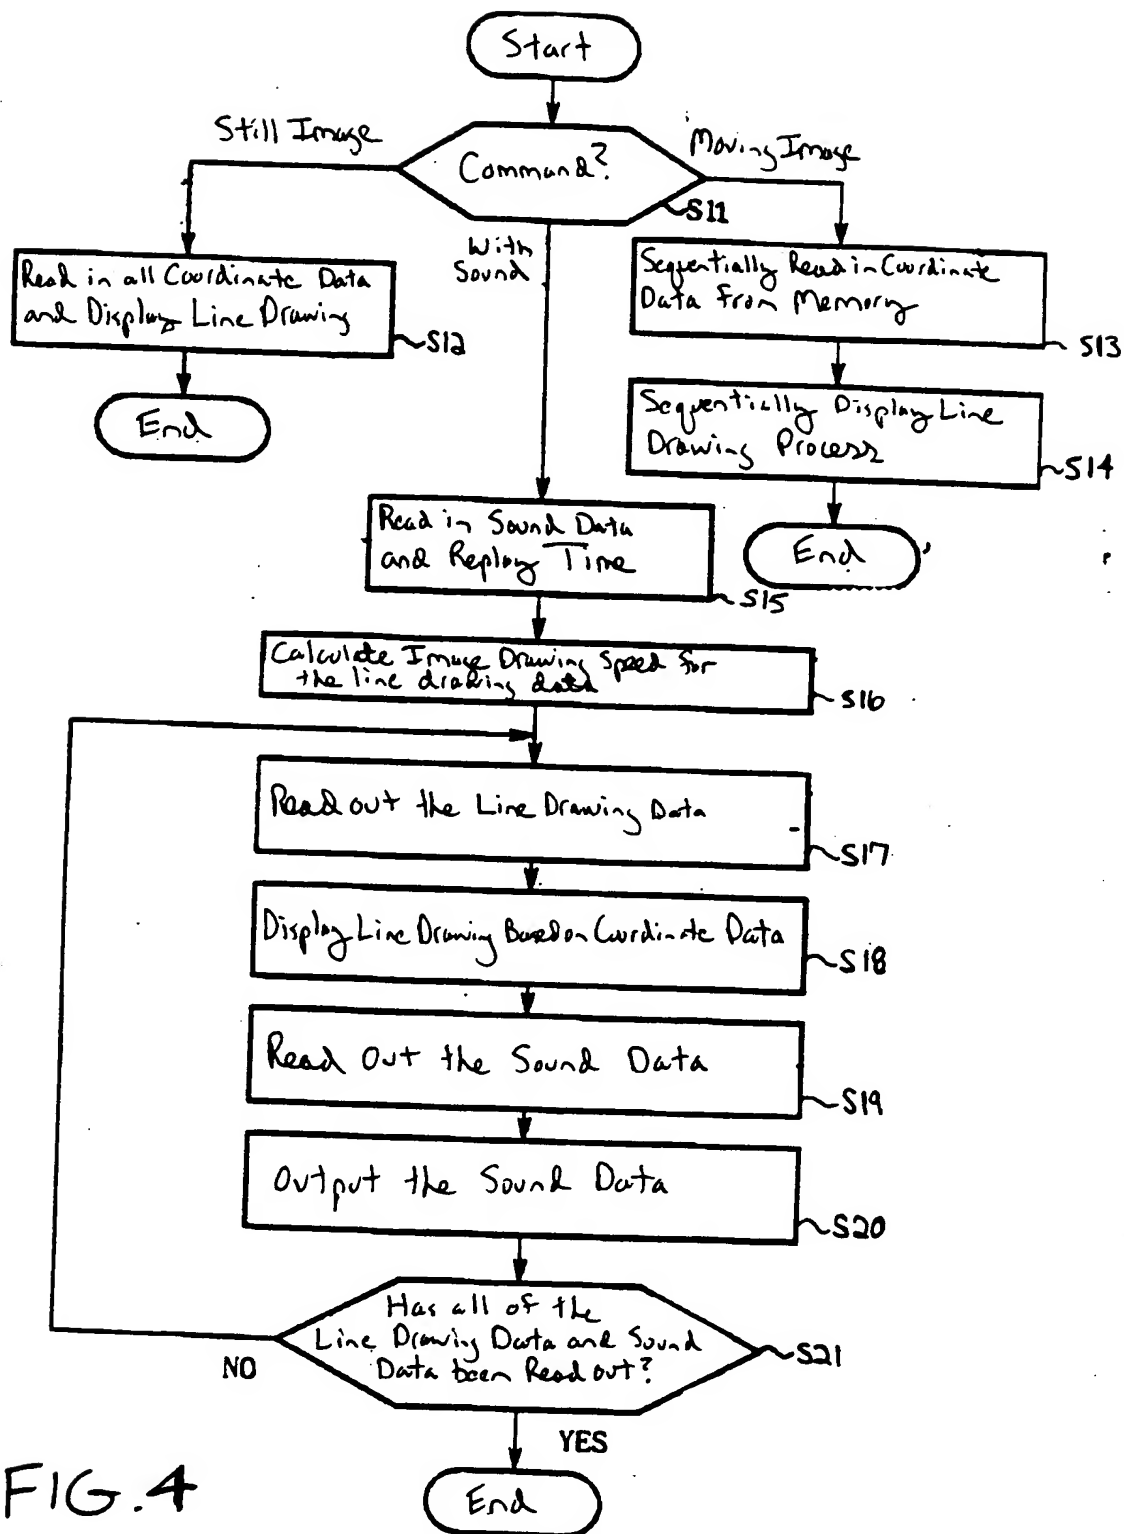 Start
Still Image
Command?
Moving Image
S11
With
Sound
Read in all Coordinate Data
and Display Line Drawing
S12
End
Sequentially Read in Coordinate
Data from Memory
S13
Sequentially Display Line
Drawing Process
S14
End
Read in Sound Data
and Replay Time
S15
Calculate Image Drawing Speed for
the line drawing data
S16
Read out the Line Drawing Data
S17
Display Line Drawing Based on Coordinate Data
S18
Read Out the Sound Data
S19
Output the Sound Data
S20
Has all of the
Line Drawing Data and Sound
Data been Read out?
S21
NO
YES
End
FIG.4